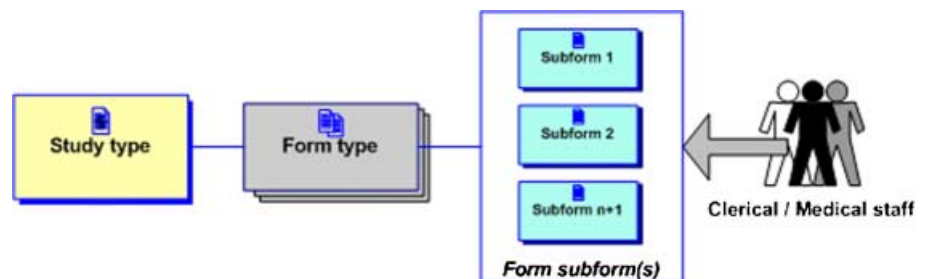 Study type
Form type
Subform 1
Subform 2
Subform n+1
Form subform(s)
Clerical / Medical staff